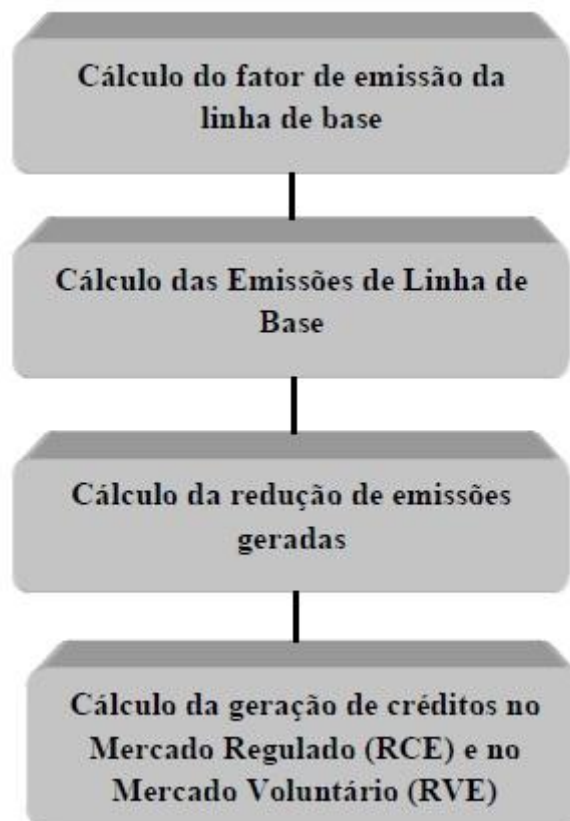 Cálculo do fator de emissão da
linha de base
Cálculo das Emissões de Linha de
Base
Cálculo da redução de emissões
geradas
Cálculo da geração de créditos no
Mercado Regulado (RCE) e no
Mercado Voluntário (RVE)